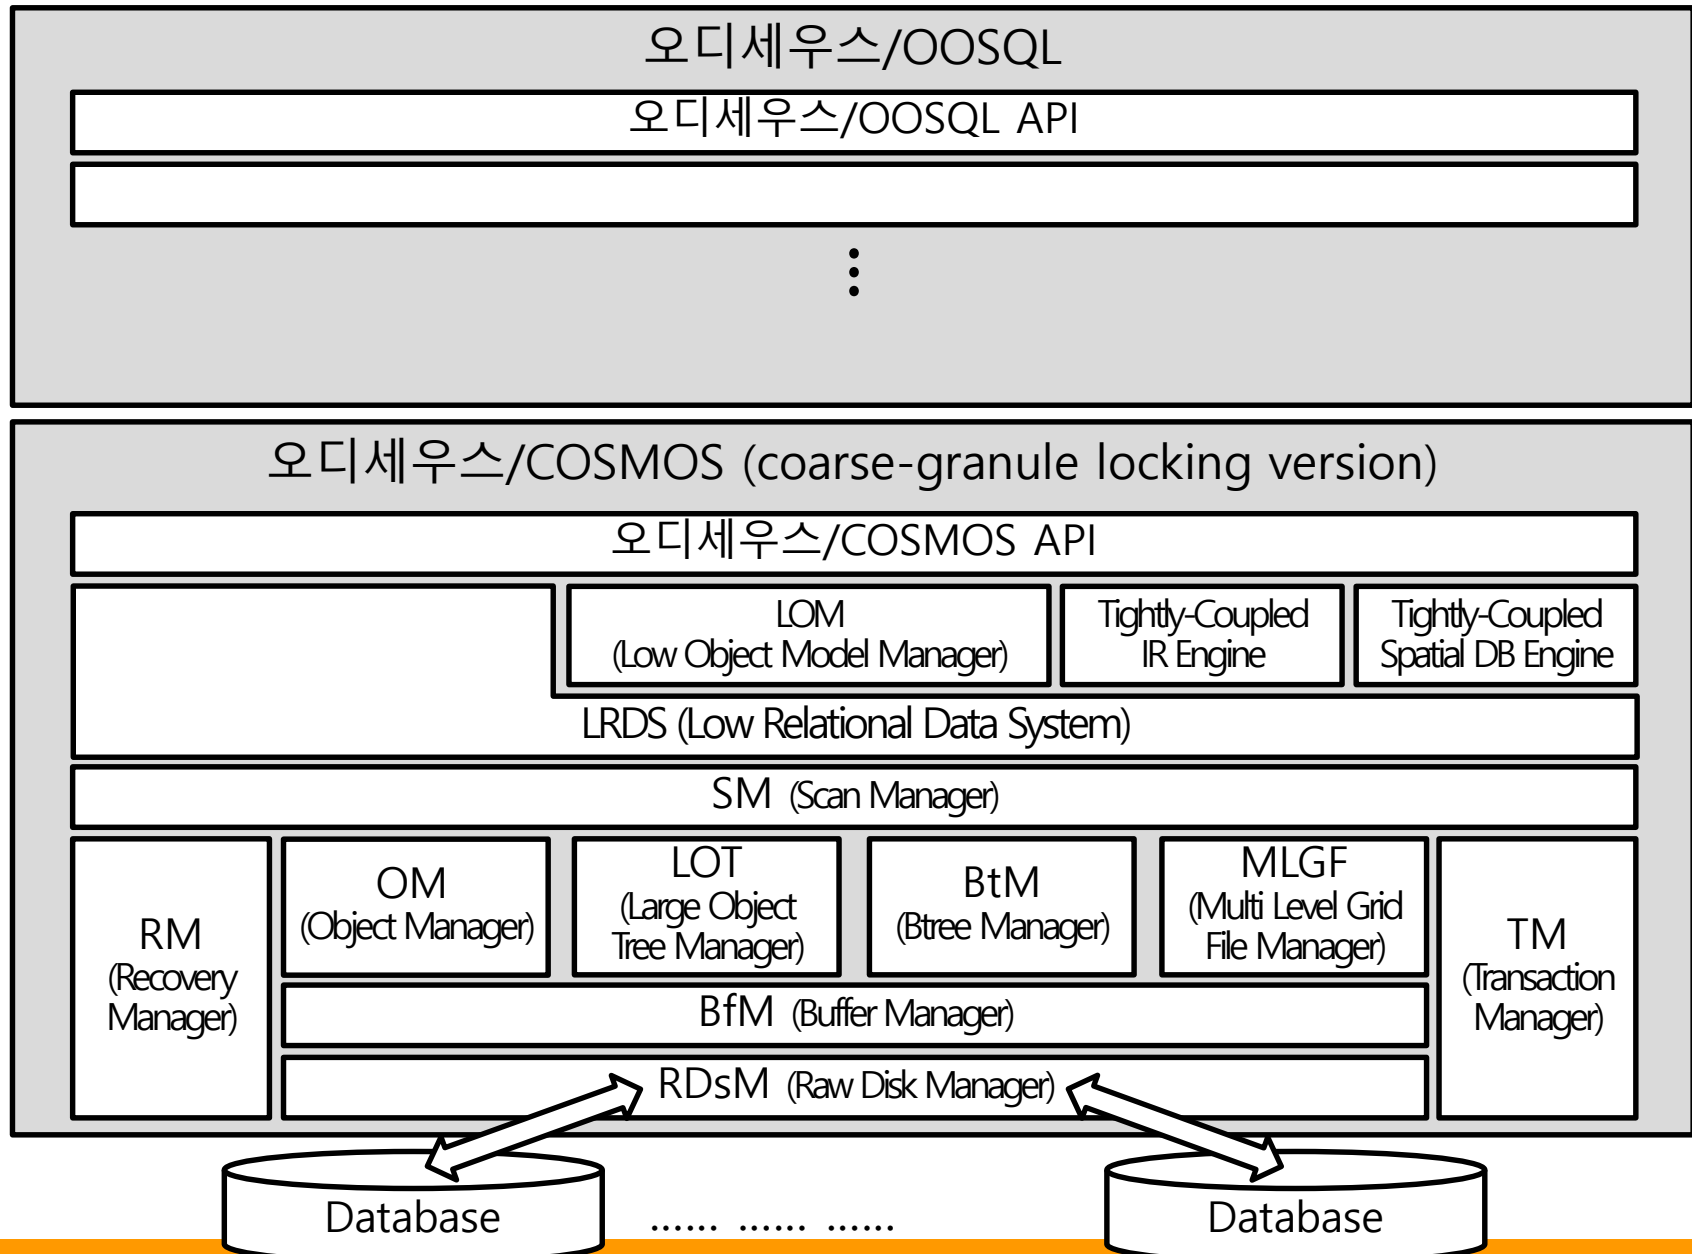 오디세우스/OOSQL
오디세우스/OOSQL API
⋮
오디세우스/COSMOS (coarse-granule locking version)
오디세우스/COSMOS API
LOM
(Low Object Model Manager)
Tightly-Coupled
IR Engine
Tightly-Coupled
Spatial DB Engine
LRDS (Low Relational Data System)
SM (Scan Manager)
RM
(Recovery
Manager)
OM
(Object Manager)
LOT
(Large Object
Tree Manager)
BtM
(Btree Manager)
MLGF
(Multi Level Grid
File Manager)
TM
(Transaction
Manager)
BfM (Buffer Manager)
RDsM (Raw Disk Manager)
Database
...... ...... ......
Database